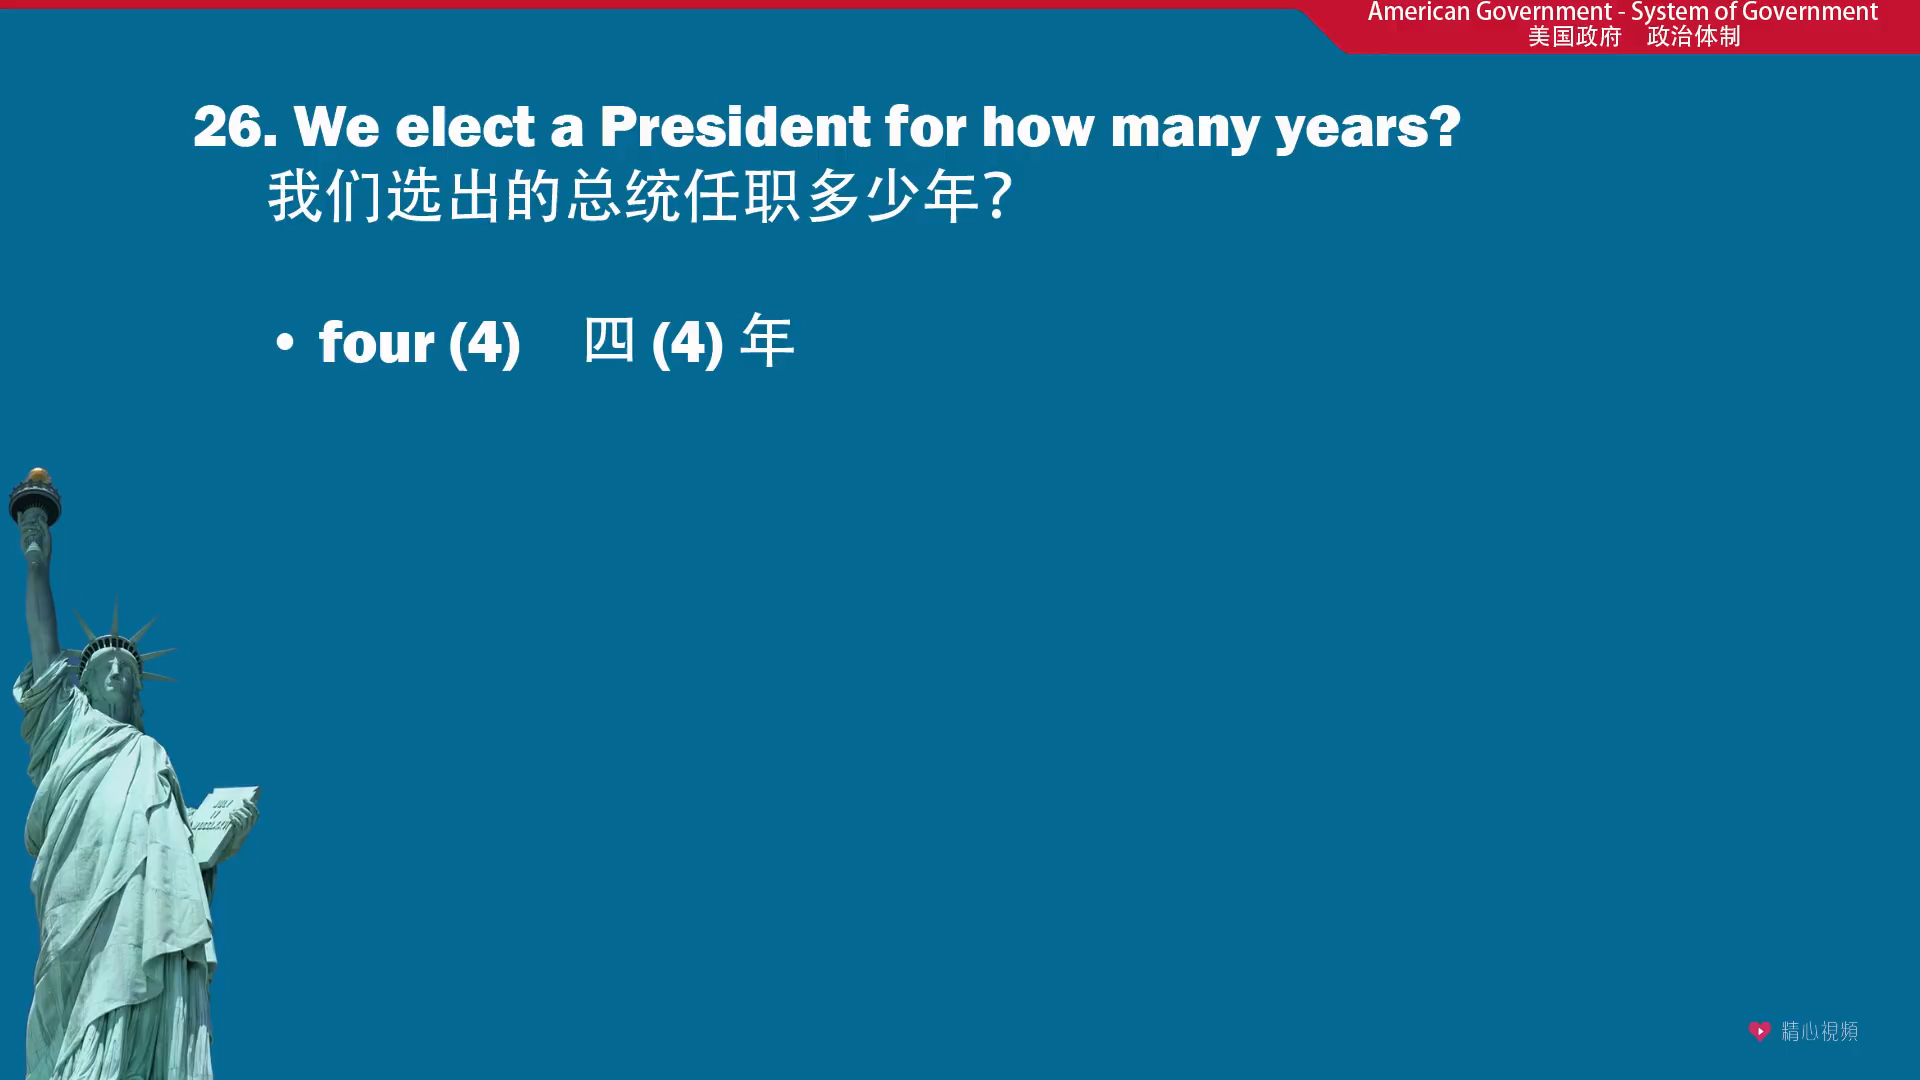 American Government - System of Government
美国政府 政治体制
26. We elect a President for how many years?
我们选出的总统任职多少年？
• four (4) 四 (4) 年
JULY
IV
精心視頻